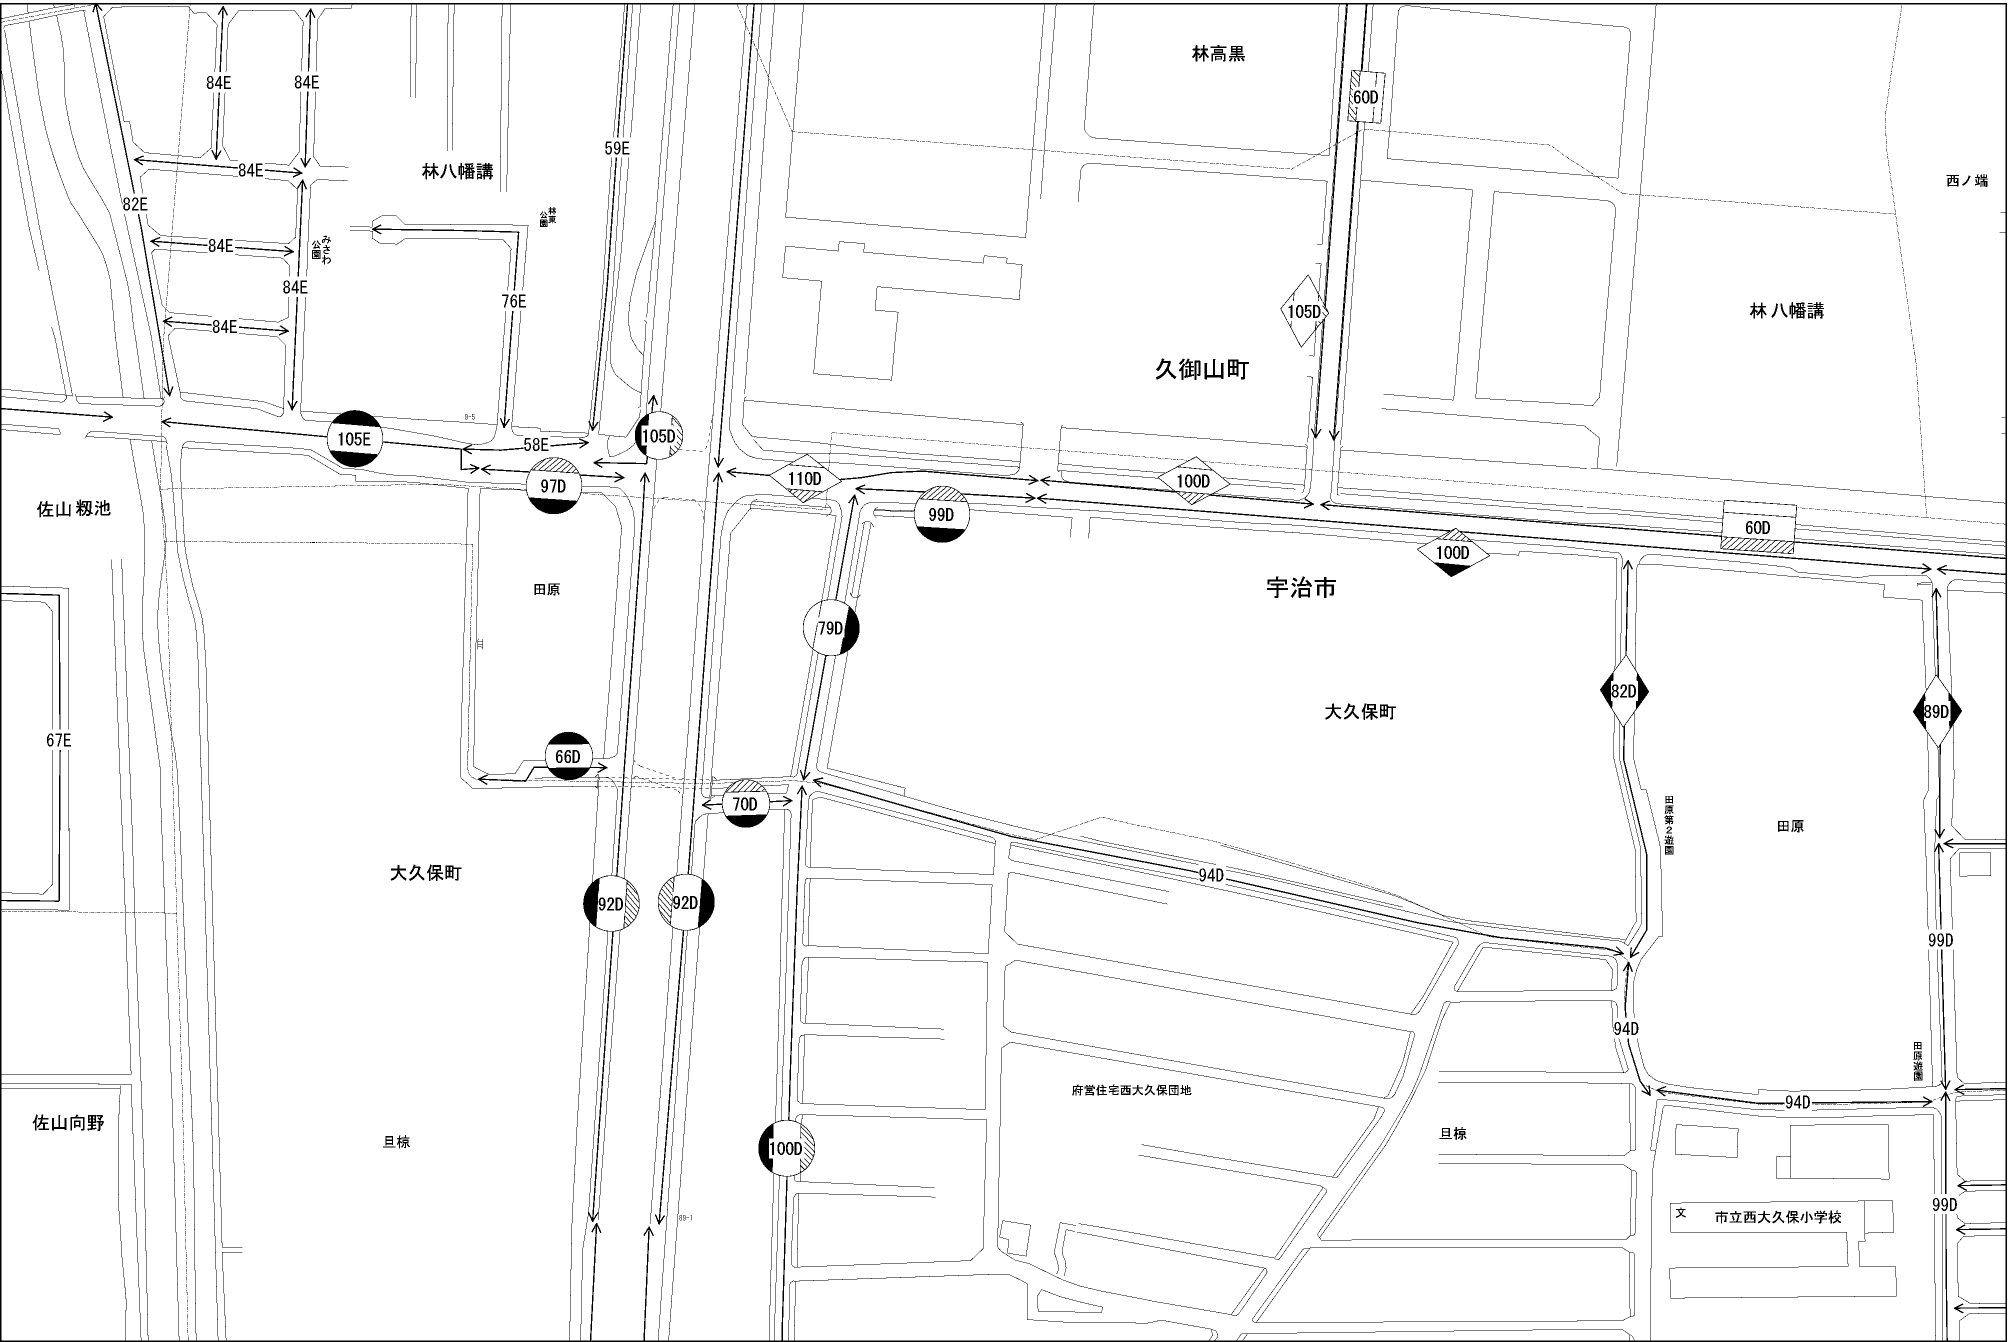 林高黒
84E
84E
60D
59E
林八幡講
84E
西ノ端
82E
林東
公園
84E
みさわ
公園
84E
76E
林 八幡講
105D
84E
久御山町
9-5
105E
105D
58E
110D
100D
97D
佐山 籾池
99D
60D
100D
田原
宇治市
79D
82D
大久保町
89D
67E
66D
70D
田原第2遊園
田原
大久保町
94D
92D
92D
99D
94D
田原遊園
府営住宅西大久保団地
94D
佐山向野
旦椋
旦椋
100D
99D
文
市立西大久保小学校
89-1